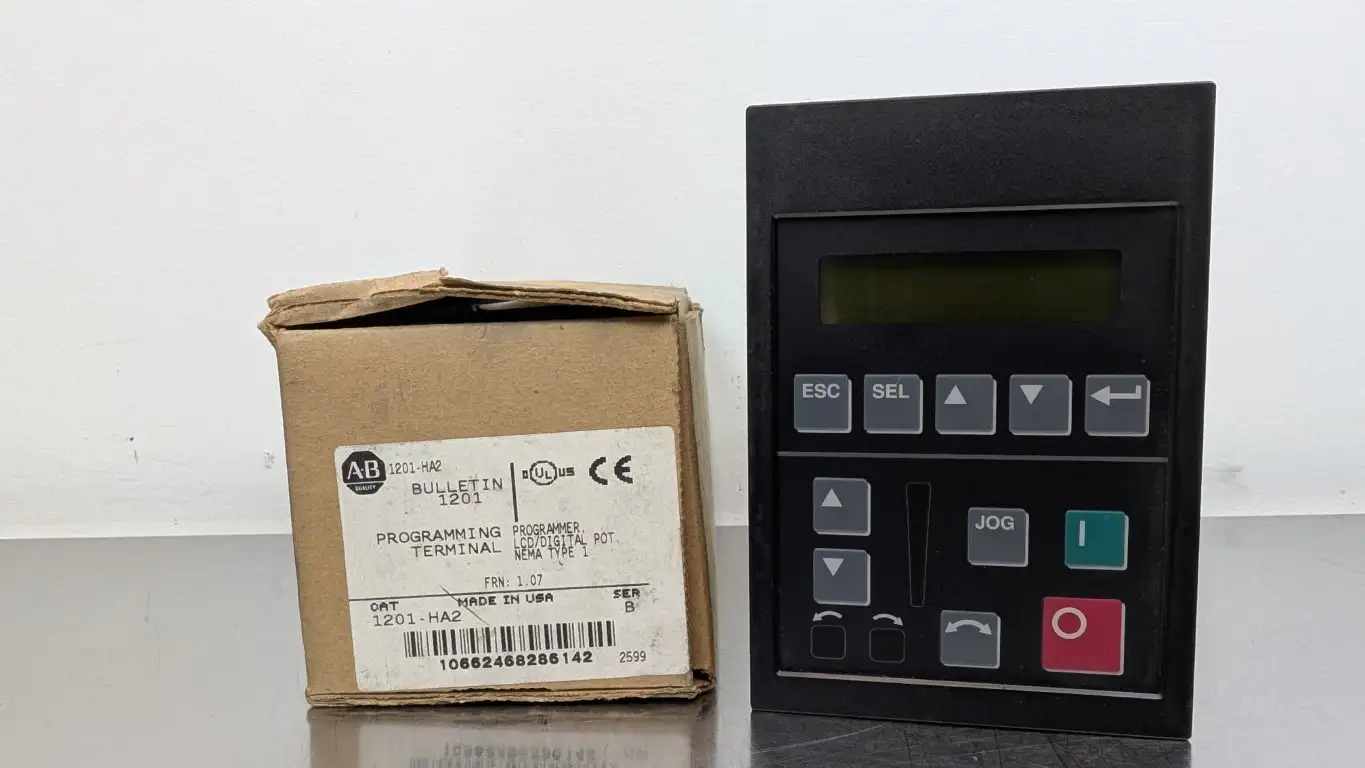 A-B
QUALITY
1201-HA2
BULLETIN
1201
UL US
CE
PROGRAMMING
TERMINAL
PROGRAMMER,
LCD/DIGITAL POT.
NEMA TYPE 1
FRN: 1.07
CAT
MADE IN USA
SER
1201-HA2
B
10662468286142
2599
ESC
SEL
JOG
I
O